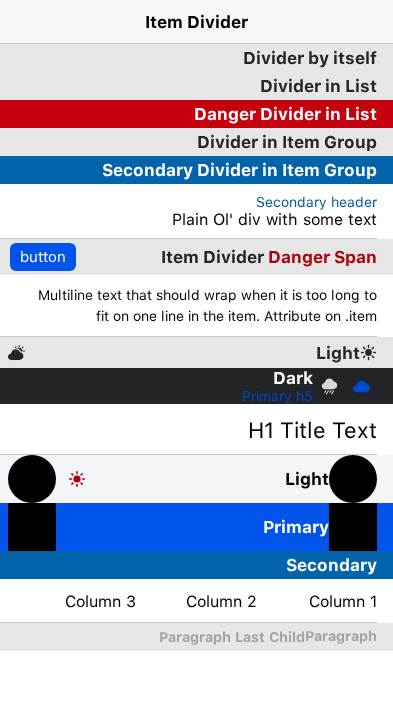 Item Divider
Divider by itself
Divider in List
Danger Divider in List
Divider in Item Group
Secondary Divider in Item Group
Secondary header
Plain Ol' div with some text
button
Item Divider Danger Span
Multiline text that should wrap when it is too long to
fit on one line in the item. Attribute on .item
Light
Dark
Primary h5
H1 Title Text
Light
Primary
Secondary
Column 3 Column 2 Column 1
Paragraph Last Child Paragraph